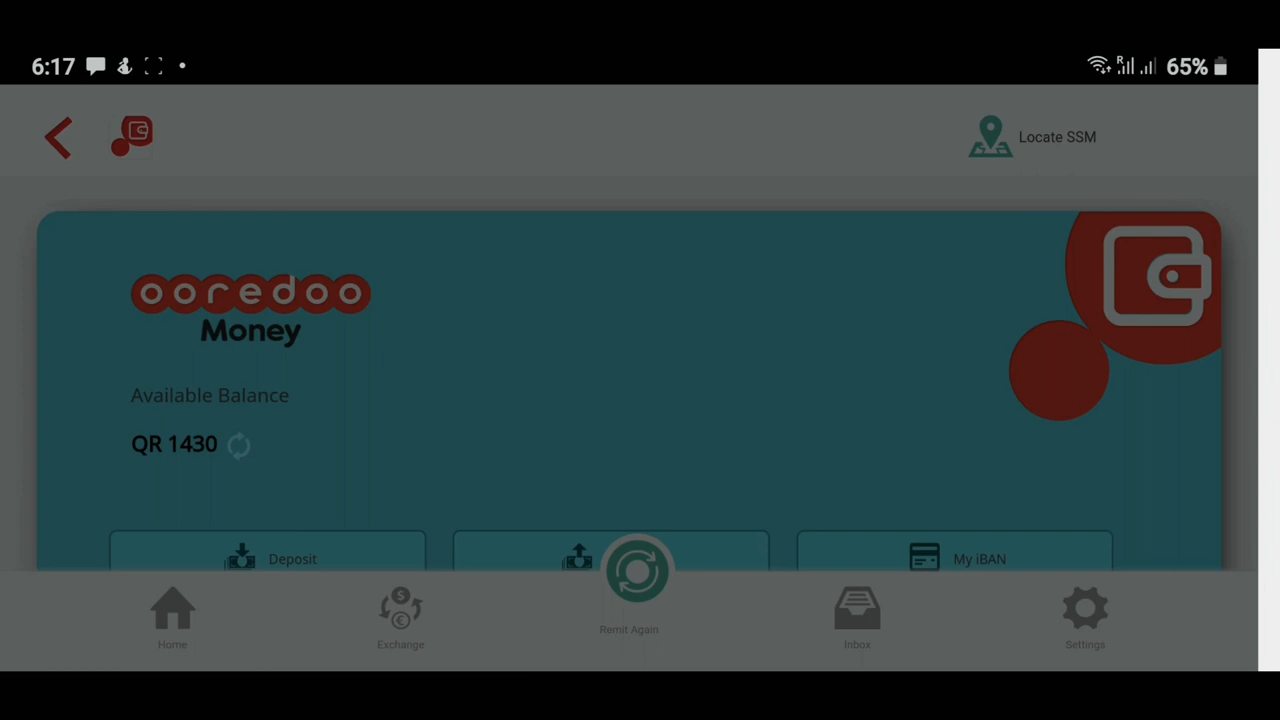 6:17
R
65%
Locate SSM
ooredoo
Money
Available Balance
QR 1430
Deposit
My iBAN
Home
Exchange
Remit Again
Inbox
Settings